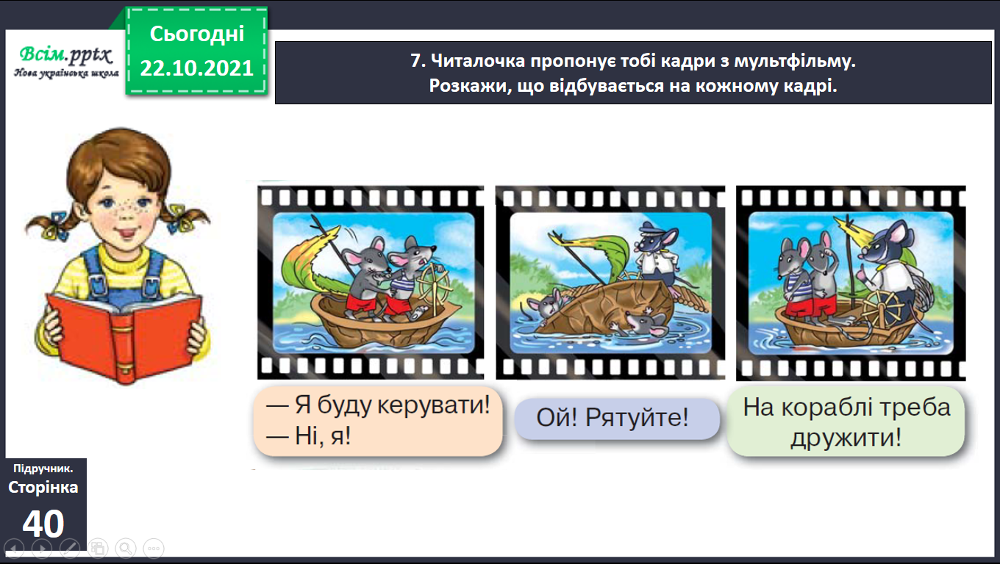 Всім.pptx
Нова українська школа
Сьогодні
22.10.2021
7. Читалочка пропонує тобі кадри з мультфільму.
Розкажи, що відбувається на кожному кадрі.
— Я буду керувати!
— Ні, я!
Ой! Рятуйте!
На кораблі треба
дружити!
Підручник.
Сторінка
40